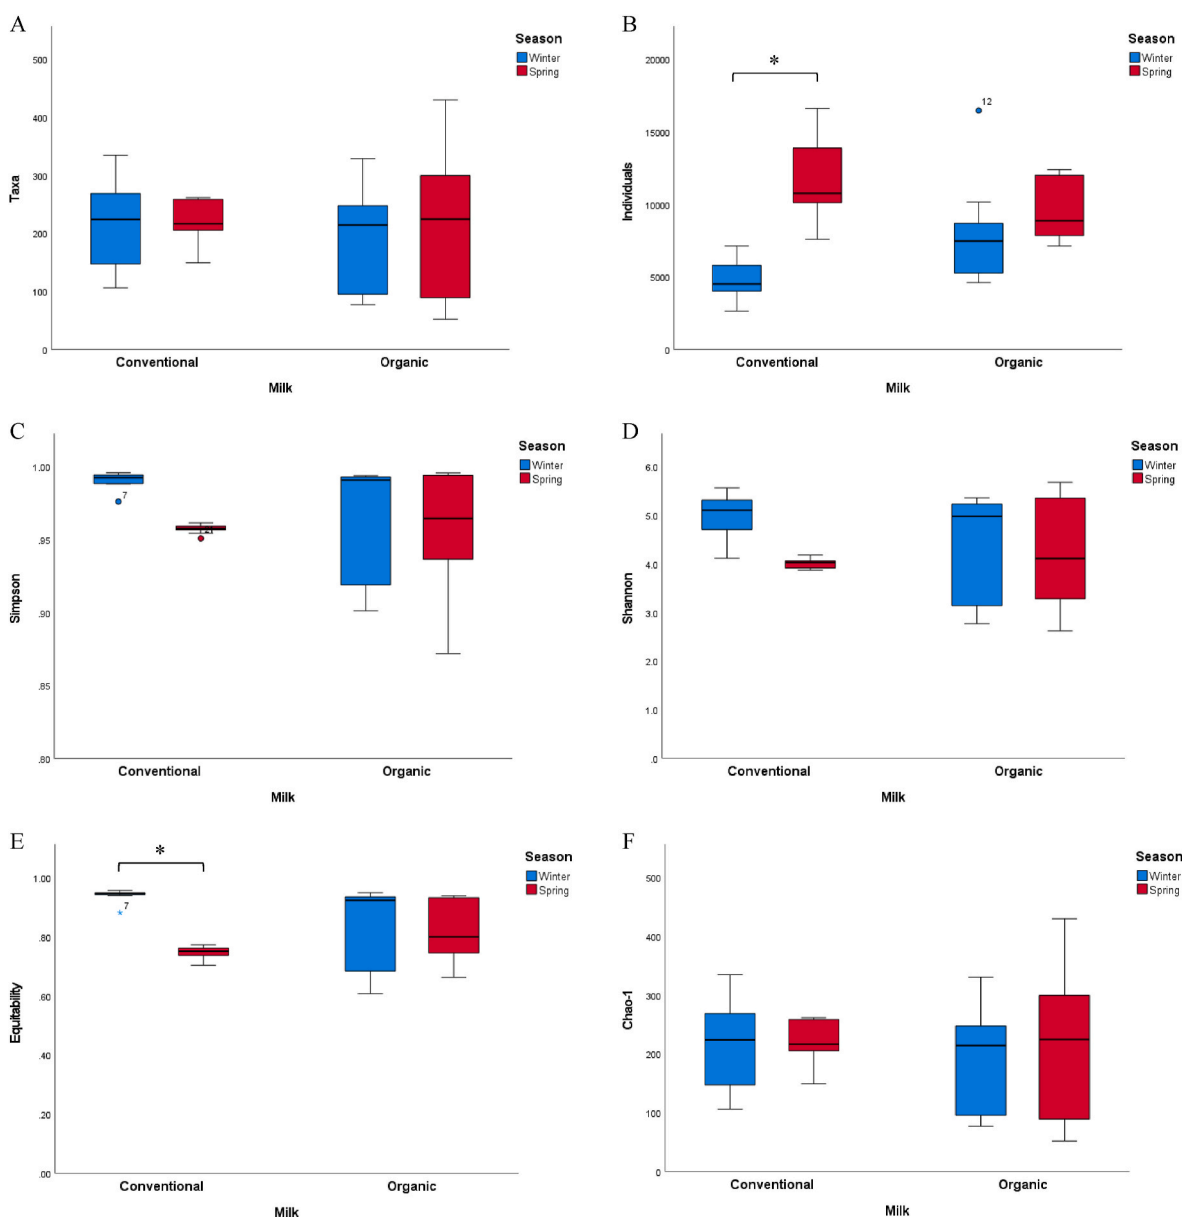 A
Season
Winter
Spring
500
400
300
200
100
0
Taxa
Conventional
Organic
Milk
B
Season
Winter
Spring
20000
15000
10000
5000
0
Individuals
*
12
Conventional
Organic
Milk
C
Season
Winter
Spring
1.00
.95
.90
.85
.80
Simpson
7
Conventional
Organic
Milk
D
Season
Winter
Spring
6.0
5.0
4.0
3.0
2.0
1.0
.0
Shannon
Conventional
Organic
Milk
E
Season
Winter
Spring
1.00
.80
.60
.40
.20
.00
Equitability
*
7
Conventional
Organic
Milk
F
Season
Winter
Spring
500
400
300
200
100
0
Chao-1
Conventional
Organic
Milk